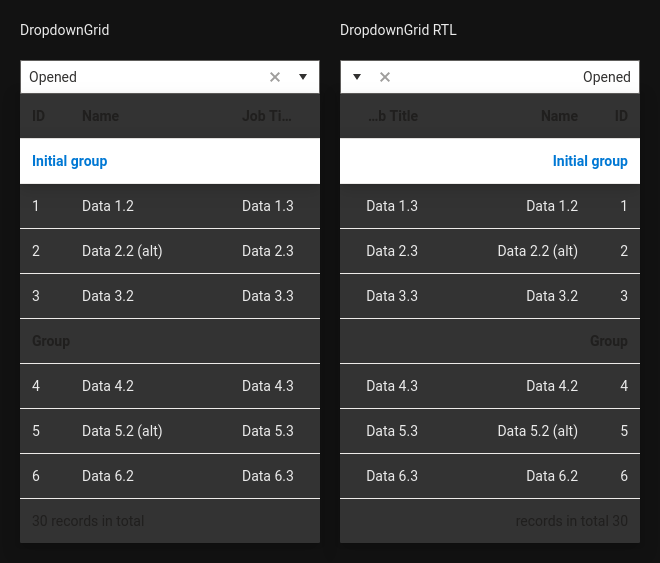 DropdownGrid
Opened
ID Name Job Ti...
Initial group
1 Data 1.2 Data 1.3
2 Data 2.2 (alt) Data 2.3
3 Data 3.2 Data 3.3
Group
4 Data 4.2 Data 4.3
5 Data 5.2 (alt) Data 5.3
6 Data 6.2 Data 6.3
30 records in total
DropdownGrid RTL
Opened
...b Title Name ID
Initial group
Data 1.3 Data 1.2 1
Data 2.3 Data 2.2 (alt) 2
Data 3.3 Data 3.2 3
Group
Data 4.3 Data 4.2 4
Data 5.3 Data 5.2 (alt) 5
Data 6.3 Data 6.2 6
records in total 30